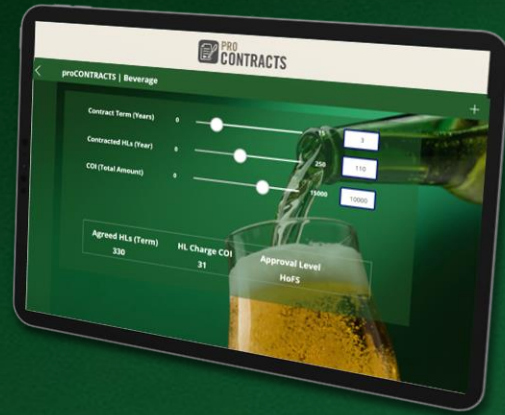 PRO
CONTRACTS
proCONTRACTS | Beverage
Contract Term (Years) 0 3
Contracted HLs (Year) 0 250 110
COI (Total Amount) 0 15000 10000
Agreed HLs (Term) HL Charge COI Approval Level
330 31 HoFS